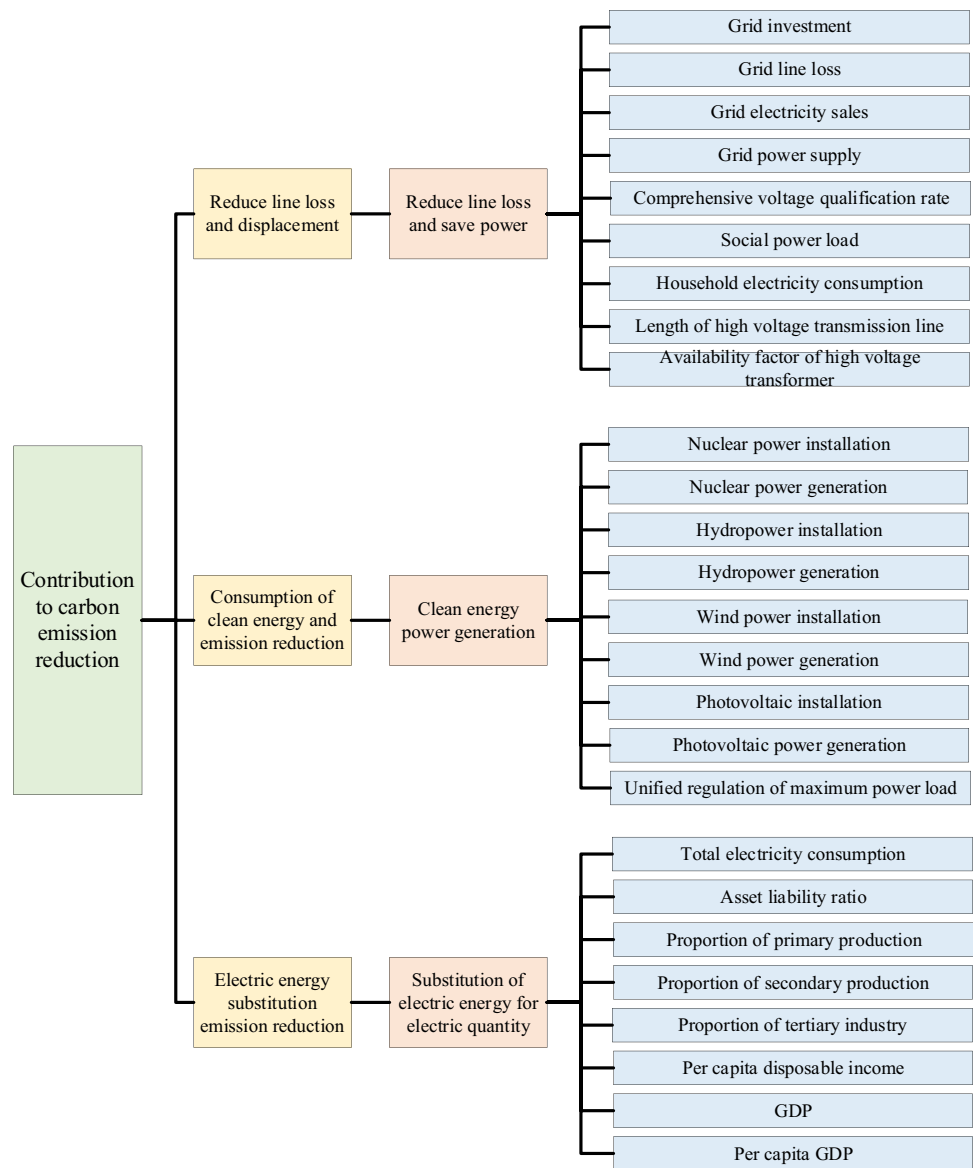 Contribution
to carbon
emission
reduction
Reduce line loss
and displacement
Reduce line loss
and save power
Grid investment
Grid line loss
Grid electricity sales
Grid power supply
Comprehensive voltage qualification rate
Social power load
Household electricity consumption
Length of high voltage transmission line
Availability factor of high voltage
transformer
Consumption of
clean energy and
emission reduction
Clean energy
power generation
Nuclear power installation
Nuclear power generation
Hydropower installation
Hydropower generation
Wind power installation
Wind power generation
Photovoltaic installation
Photovoltaic power generation
Unified regulation of maximum power load
Electric energy
substitution
emission reduction
Substitution of
electric energy for
electric quantity
Total electricity consumption
Asset liability ratio
Proportion of primary production
Proportion of secondary production
Proportion of tertiary industry
Per capita disposable income
GDP
Per capita GDP